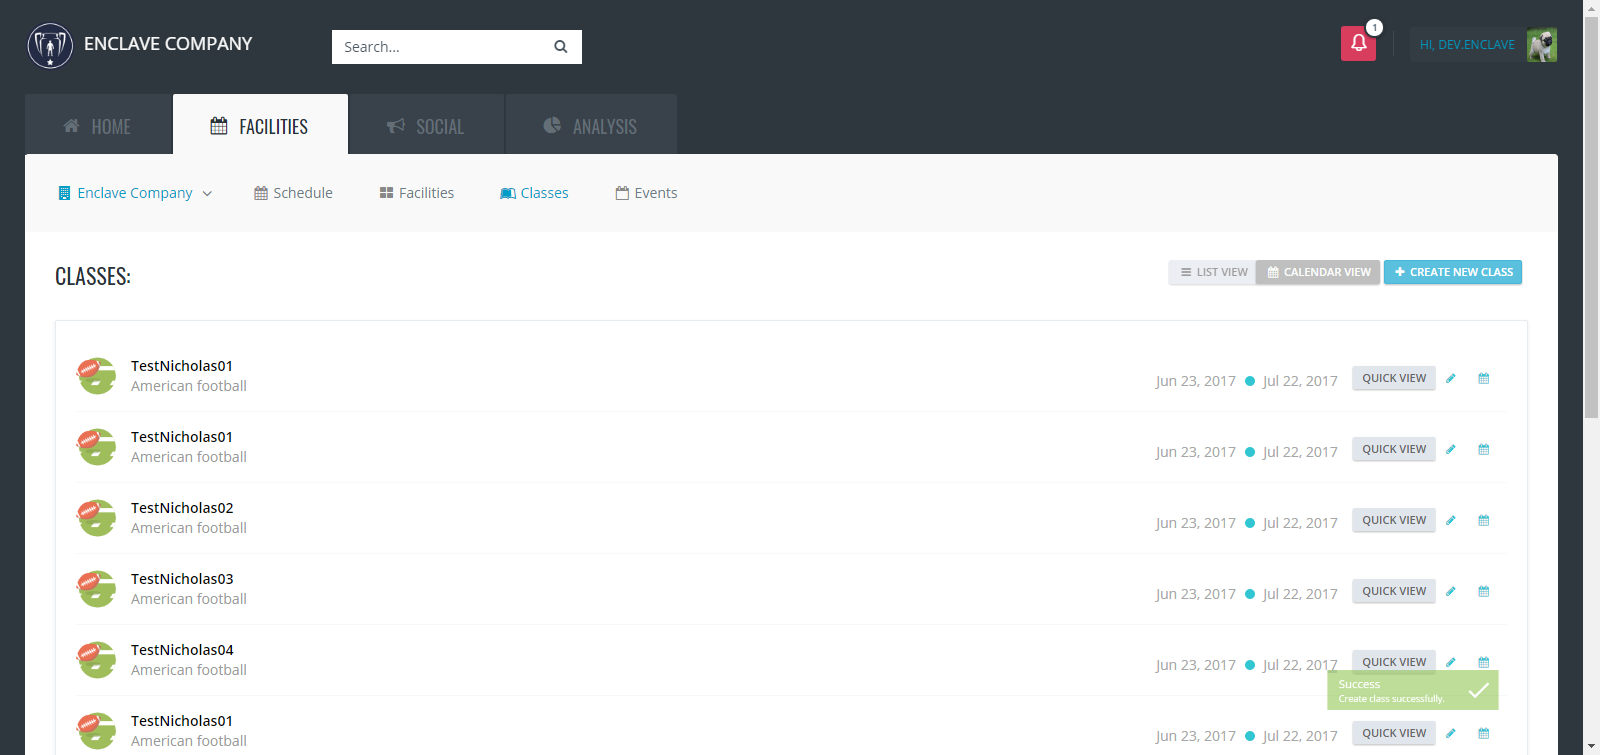 ENCLAVE COMPANY
Search...
1
HI, DEV.ENCLAVE
HOME
FACILITIES
SOCIAL
ANALYSIS
Enclave Company
Schedule
Facilities
Classes
Events
CLASSES:
LIST VIEW
CALENDAR VIEW
CREATE NEW CLASS
TestNicholas01
American football
Jun 23, 2017 Jul 22, 2017
QUICK VIEW
TestNicholas01
American football
Jun 23, 2017 Jul 22, 2017
QUICK VIEW
TestNicholas02
American football
Jun 23, 2017 Jul 22, 2017
QUICK VIEW
TestNicholas03
American football
Jun 23, 2017 Jul 22, 2017
QUICK VIEW
TestNicholas04
American football
Jun 23, 2017 Jul 22, 2017
QUICK VIEW
Success
Create class successfully.
TestNicholas01
American football
Jun 23, 2017 Jul 22, 2017
QUICK VIEW